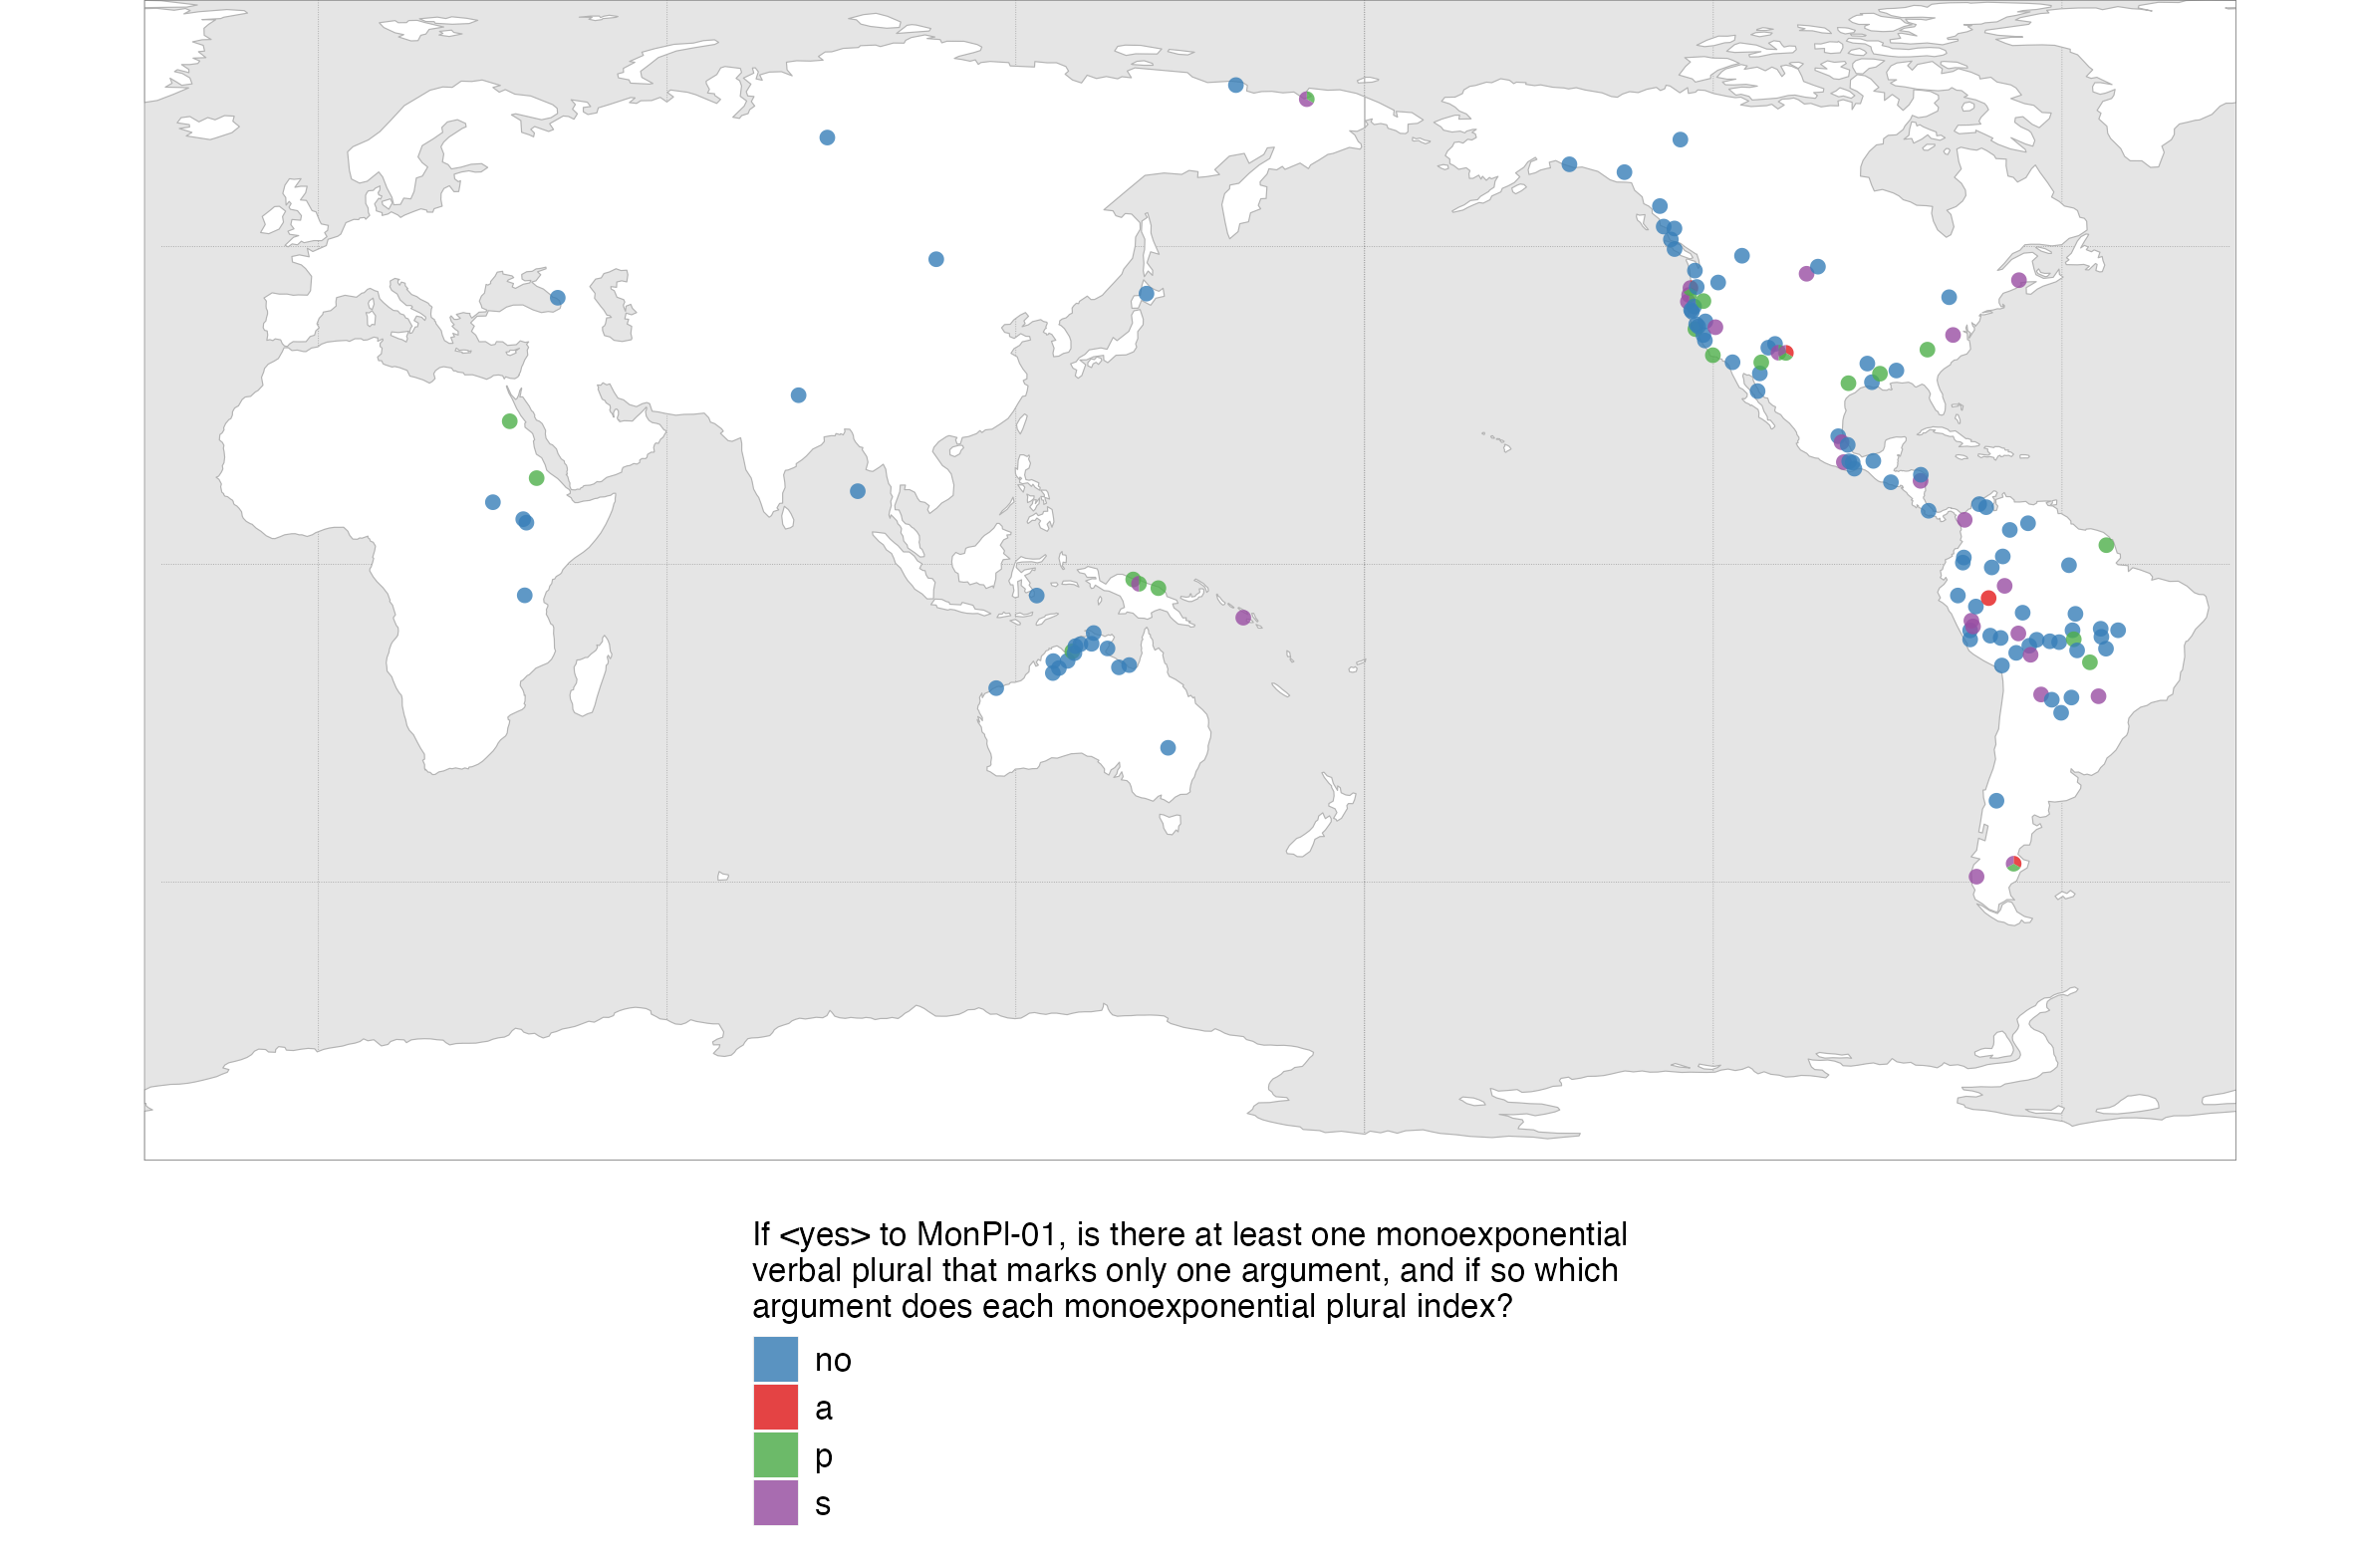 If <yes> to MonPl-01, is there at least one monoexponential
verbal plural that marks only one argument, and if so which
argument does each monoexponential plural index?
no
a
p
s